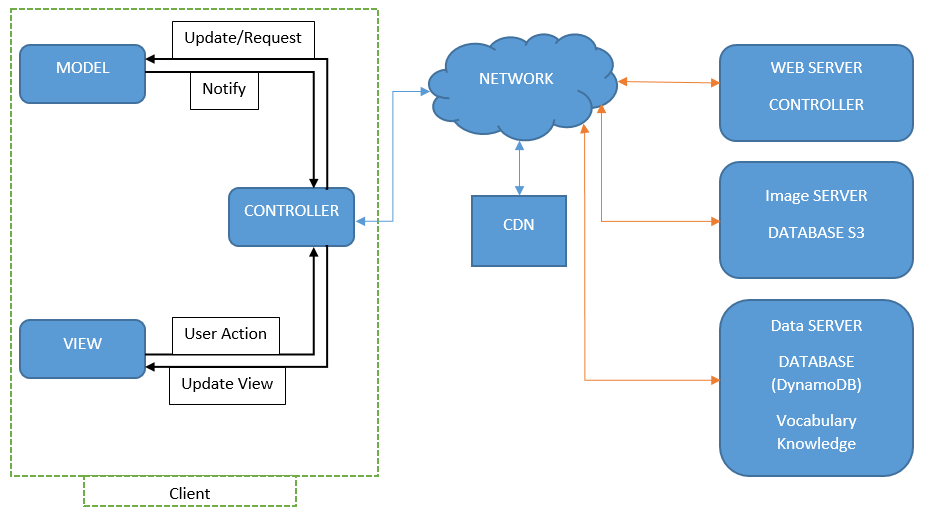 Update/Request
MODEL
Notify
CONTROLLER
VIEW
User Action
Update View
Client
NETWORK
CDN
WEB SERVER
CONTROLLER
Image SERVER
DATABASE S3
Data SERVER
DATABASE
(DynamoDB)
Vocabulary
Knowledge